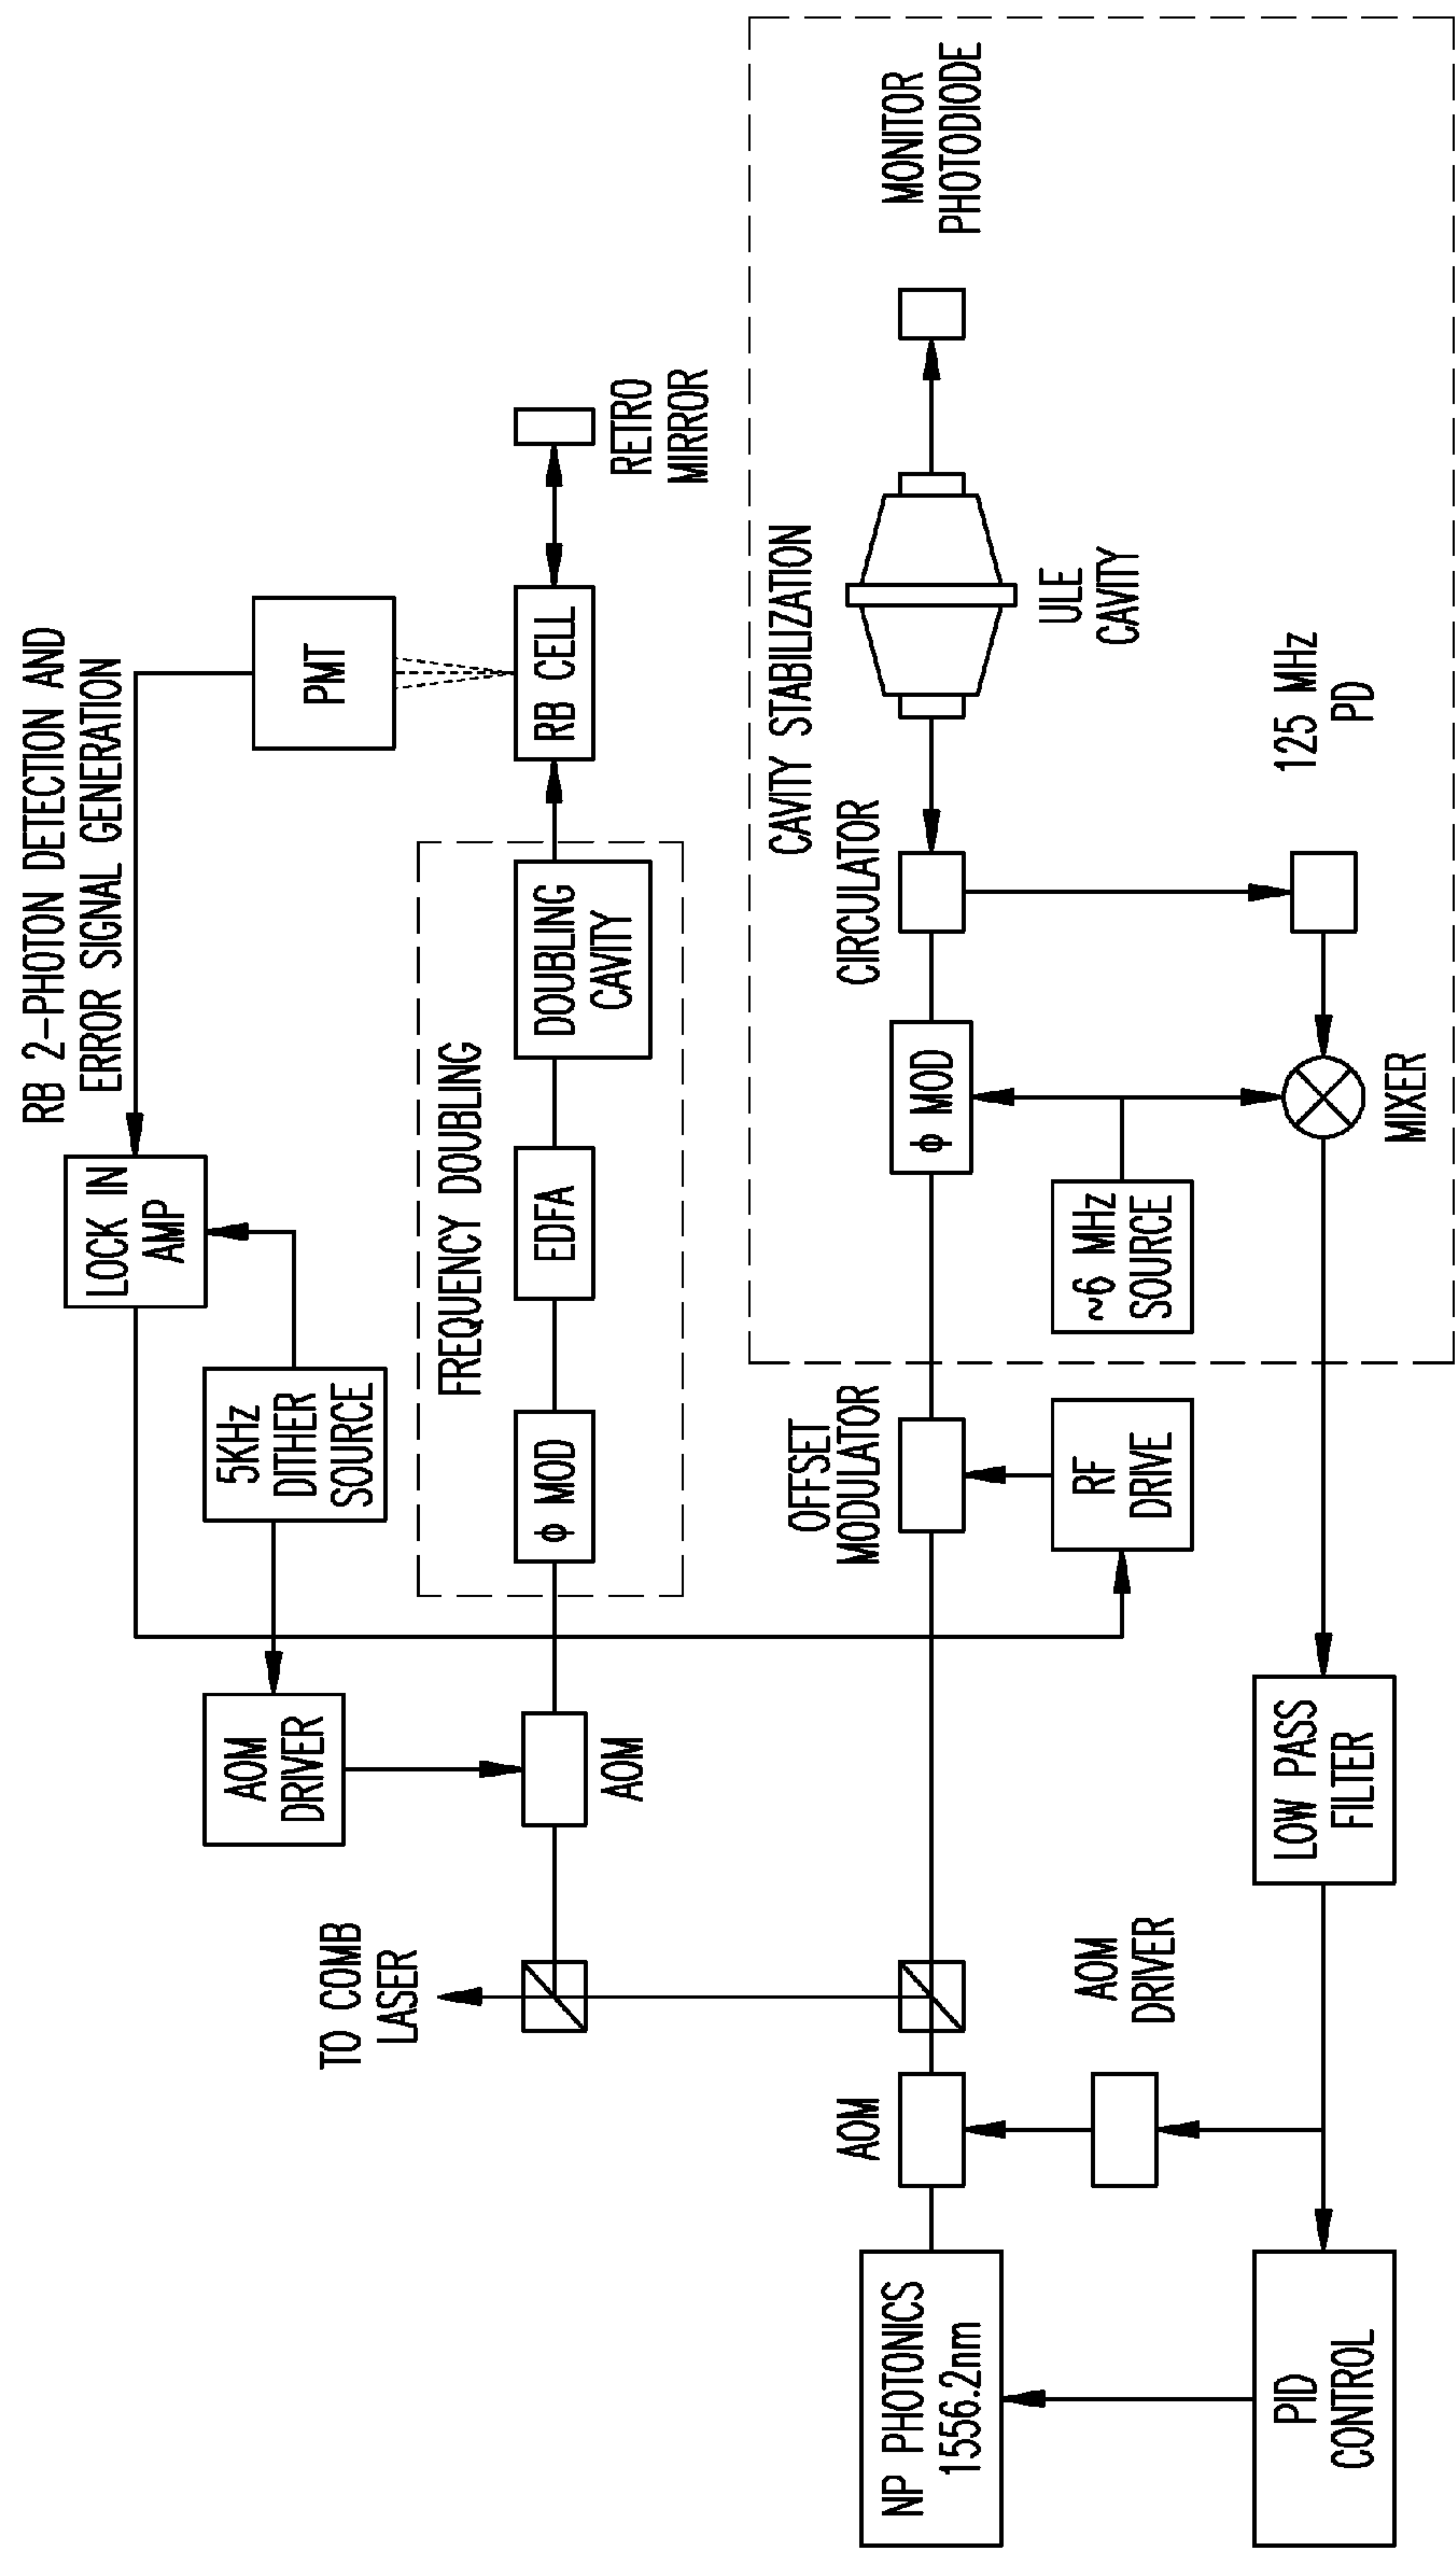 RB 2-PHOTON DETECTION AND
ERROR SIGNAL GENERATION
LOCK IN
AMP
PMT
5KHz
DITHER
SOURCE
AOM
DRIVER
TO COMB
LASER
FREQUENCY DOUBLING
AOM
ϕ MOD
EDFA
DOUBLING
CAVITY
RB CELL
RETRO
MIRROR
CAVITY STABILIZATION
NP PHOTONICS
1556.2nm
AOM
OFFSET
MODULATOR
ϕ MOD
CIRCULATOR
ULE
CAVITY
MONITOR
PHOTODIODE
AOM
DRIVER
RF
DRIVE
~6 MHz
SOURCE
125 MHz
PD
PID
CONTROL
LOW PASS
FILTER
MIXER